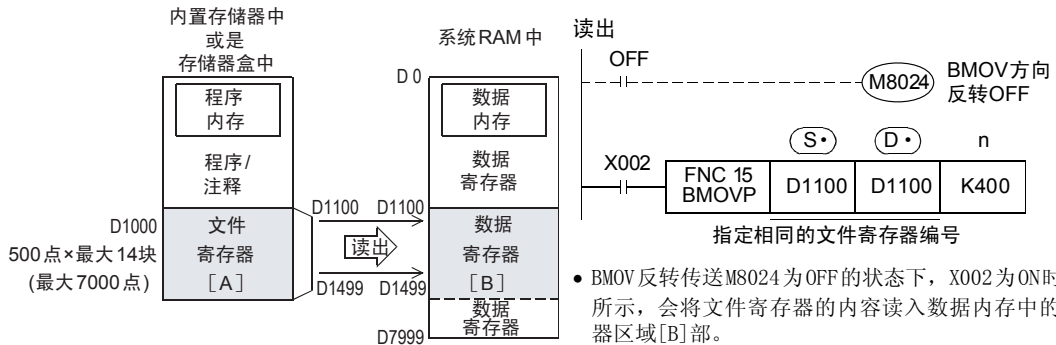 内置存储器中
或是
存储器盒中
程序
内存
程序/
注释
D1000
500点×最大14块
(最大7000点)
文件
寄存器
[A]
D1100 D1100
读出
D1499 D1499
系统RAM中
D 0
数据
内存
数据
寄存器
数据
寄存器
[B]
数据
寄存器
D7999
读出
OFF
M8024
BMOV方向
反转OFF
S• D• n
X002
FNC 15
BMOVP
D1100 D1100 K400
指定相同的文件寄存器编号
• BMOV反转传送M8024为OFF的状态下，X002为ON时
所示，会将文件寄存器的内容读入数据内存中的
器区域[B]部。